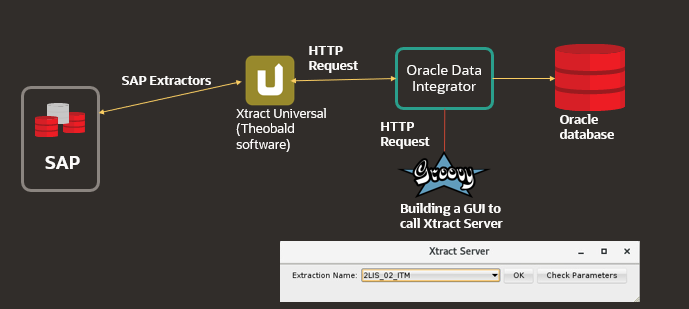 HTTP
Request
SAP Extractors
Oracle Data
Integrator
Xtract Universal
(Theobald
software)
Oracle
database
SAP
HTTP
Request
Groovy
Building a GUI to
call Xtract Server
Xtract Server
Extraction Name: 2LIS_02_ITM OK Check Parameters